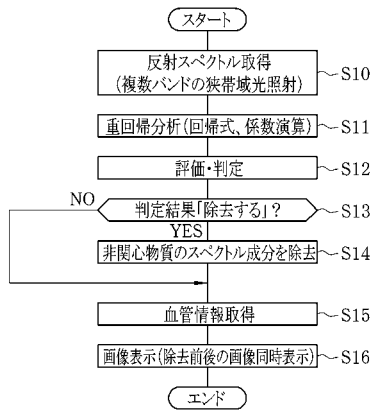 スタート
反射スペクトル取得
(複数バンドの狭帯域光照射)
S10
重回帰分析(回帰式、係数演算)
S11
評価・判定
S12
NO
判定結果「除去する」?
S13
YES
非関心物質のスペクトル成分を除去
S14
血管情報取得
S15
画像表示(除去前後の画像同時表示)
S16
エンド